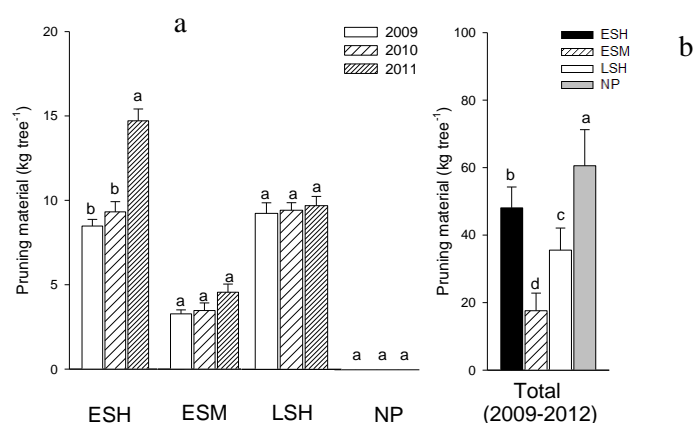 a
2009
2010
2011
Pruning material (kg tree-1)
20
15
10
5
0
b b a
a a a
a a a
a a a
ESH ESM LSH NP
b
ESH
ESM
LSH
NP
Pruning material (kg tree-1)
100
80
60
40
20
0
b d c a
Total
(2009-2012)